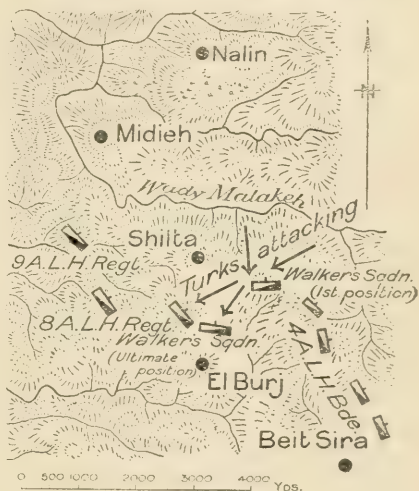 Nalin
Midieh
Wady Malakeh
Shilta
Turks attacking
9 A.L.H. Regt.
Walkers Sqdn.
(1st. position)
8 A.L.H. Regt.
Walker's Sqdn.
(Ultimate
position)
4 A.L.H. Bde.
El Burj
Beit Sira
0 500 1000 2000 3000 4000 YDS.